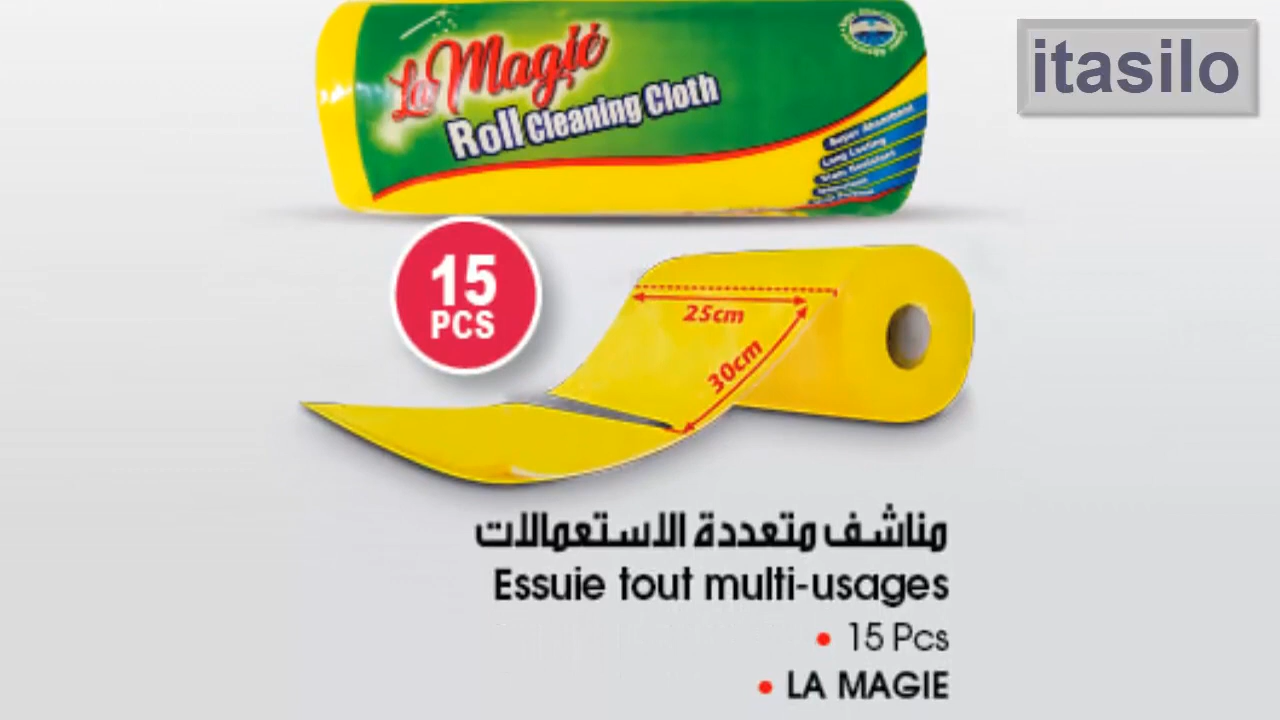 itasilo
La Magic
Roll Cleaning Cloth
Super Absorbent
Long Lasting
15
PCS
25cm
30cm
مناشف متعددة الاستعمالات
Essuie tout multi-usages
• 15 Pcs
• LA MAGIE